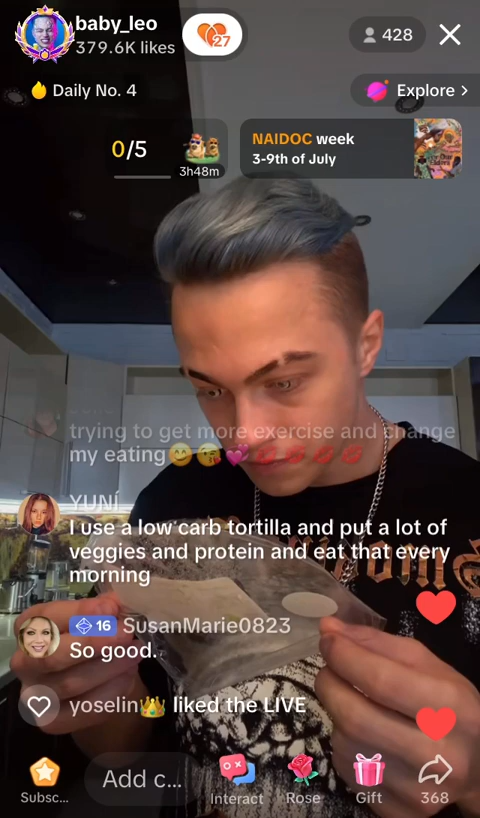 baby_leo
379.6K likes
27
428
Daily No. 4
Explore >
0/5
3h48m
NAIDOC week
3-9th of July
trying to get more exercise and change
my eating😊😘💓💋💋💋💋
YUNÍ
I use a low carb tortilla and put a lot of
veggies and protein and eat that every
morning
16 SusanMarie0823
So good.
yoselin👑 liked the LIVE
Subsc...
Add c...
Interact
Rose
Gift
368